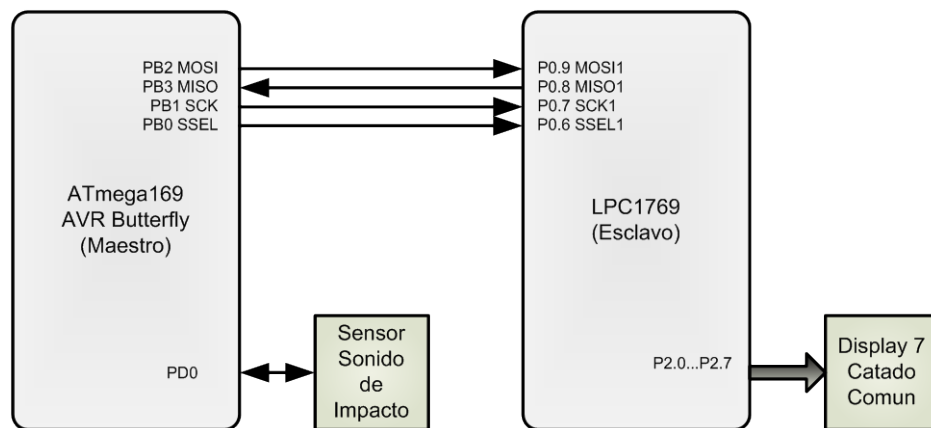 PB2 MOSI
PB3 MISO
PB1 SCK
PB0 SSEL
ATmega169
AVR Butterfly
(Maestro)
PD0
Sensor
Sonido
de
Impacto
P0.9 MOSI1
P0.8 MISO1
P0.7 SCK1
P0.6 SSEL1
LPC1769
(Esclavo)
P2.0...P2.7
Display 7
Catado
Comun